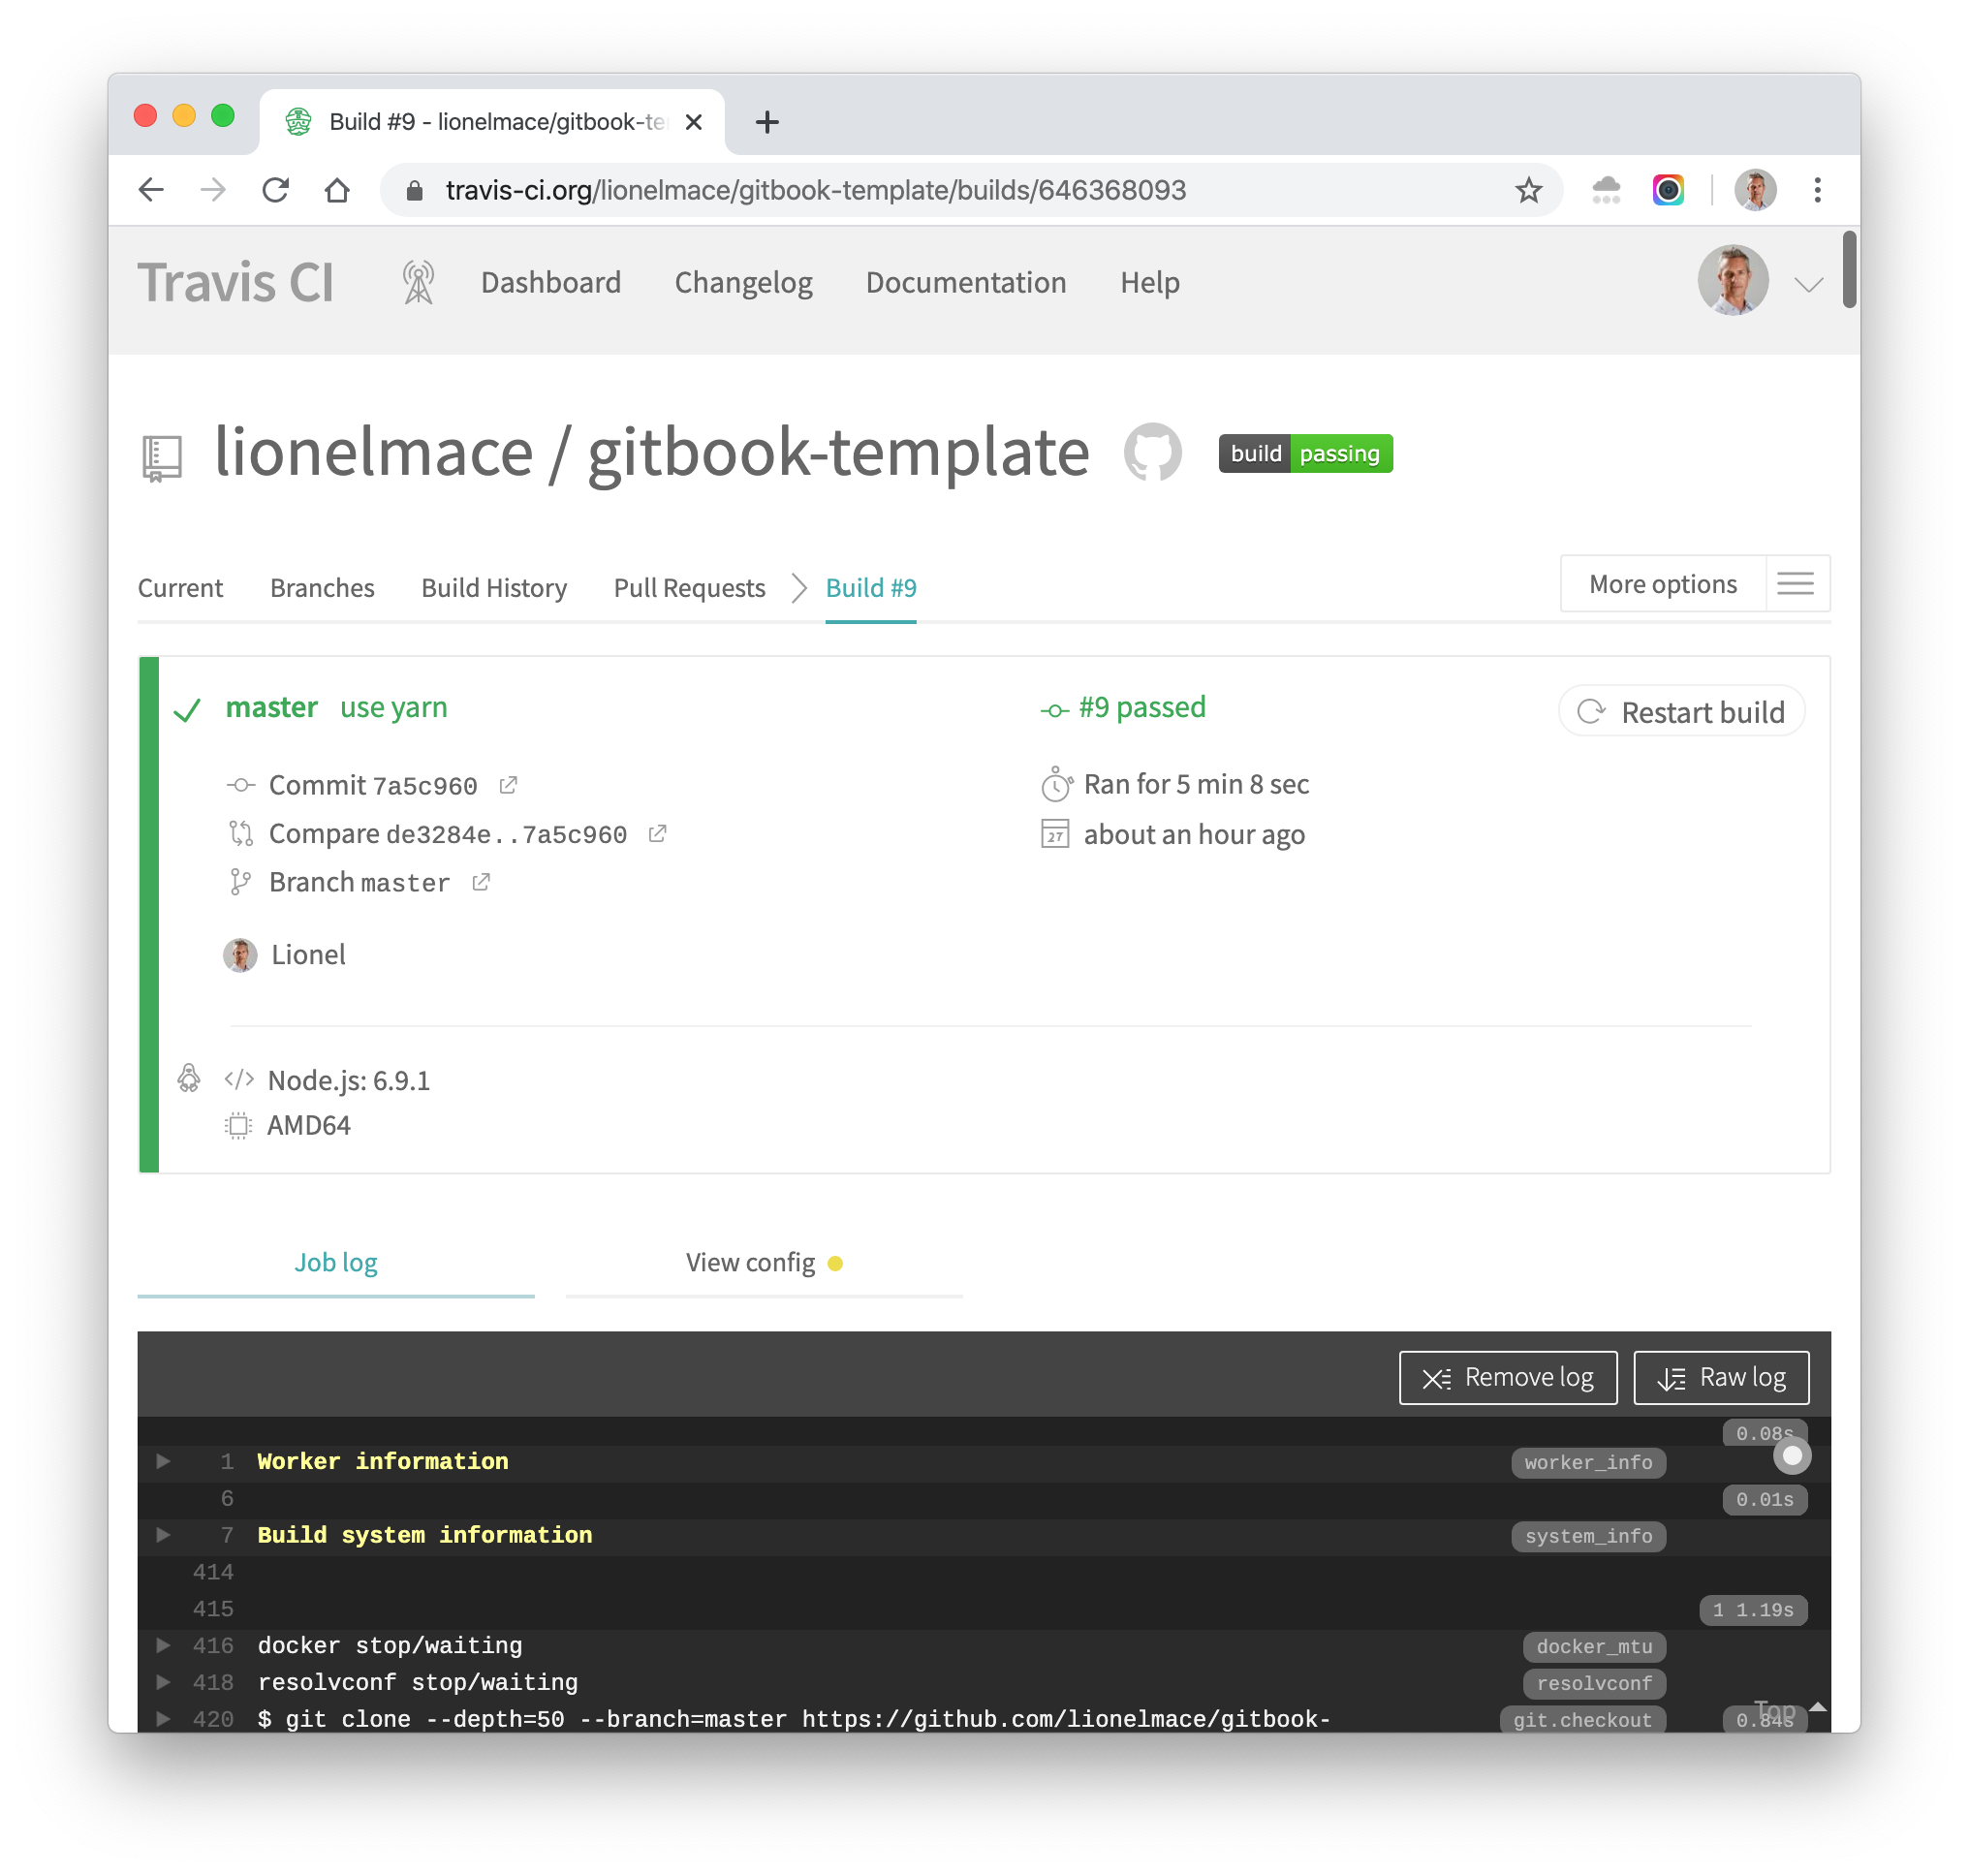 Build #9 - lionelmace/gitbook-te
travis-ci.org/lionelmace/gitbook-template/builds/646368093
Travis CI Dashboard Changelog Documentation Help
lionelmace / gitbook-template build passing
Current Branches Build History Pull Requests Build #9 More options
master use yarn #9 passed Restart build
Commit 7a5c960 Ran for 5 min 8 sec
Compare de3284e..7a5c960 27 about an hour ago
Branch master
Lionel
</> Node.js: 6.9.1
AMD64
Job log View config
Remove log Raw log
0.08s
1 Worker information worker_info
6 0.01s
7 Build system information system_info
414
415 1 1.19s
416 docker stop/waiting docker_mtu
418 resolvconf stop/waiting resolvconf
420 $ git clone --depth=50 --branch=master https://github.com/lionelmace/gitbook- git.checkout 0.84s Top